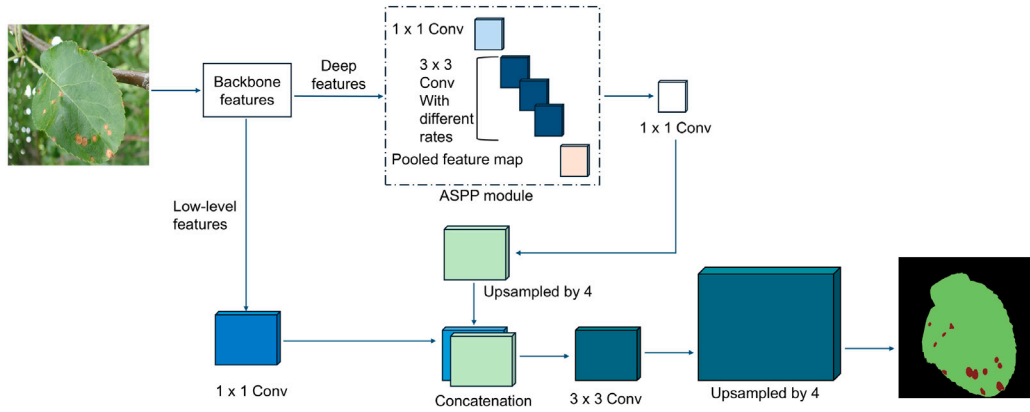 1 x 1 Conv
Deep
features
3 x 3
Conv
With
different
rates
Backbone
features
1 x 1 Conv
Pooled feature map
ASPP module
Low-level
features
Upsampled by 4
1 x 1 Conv
Concatenation
3 x 3 Conv
Upsampled by 4